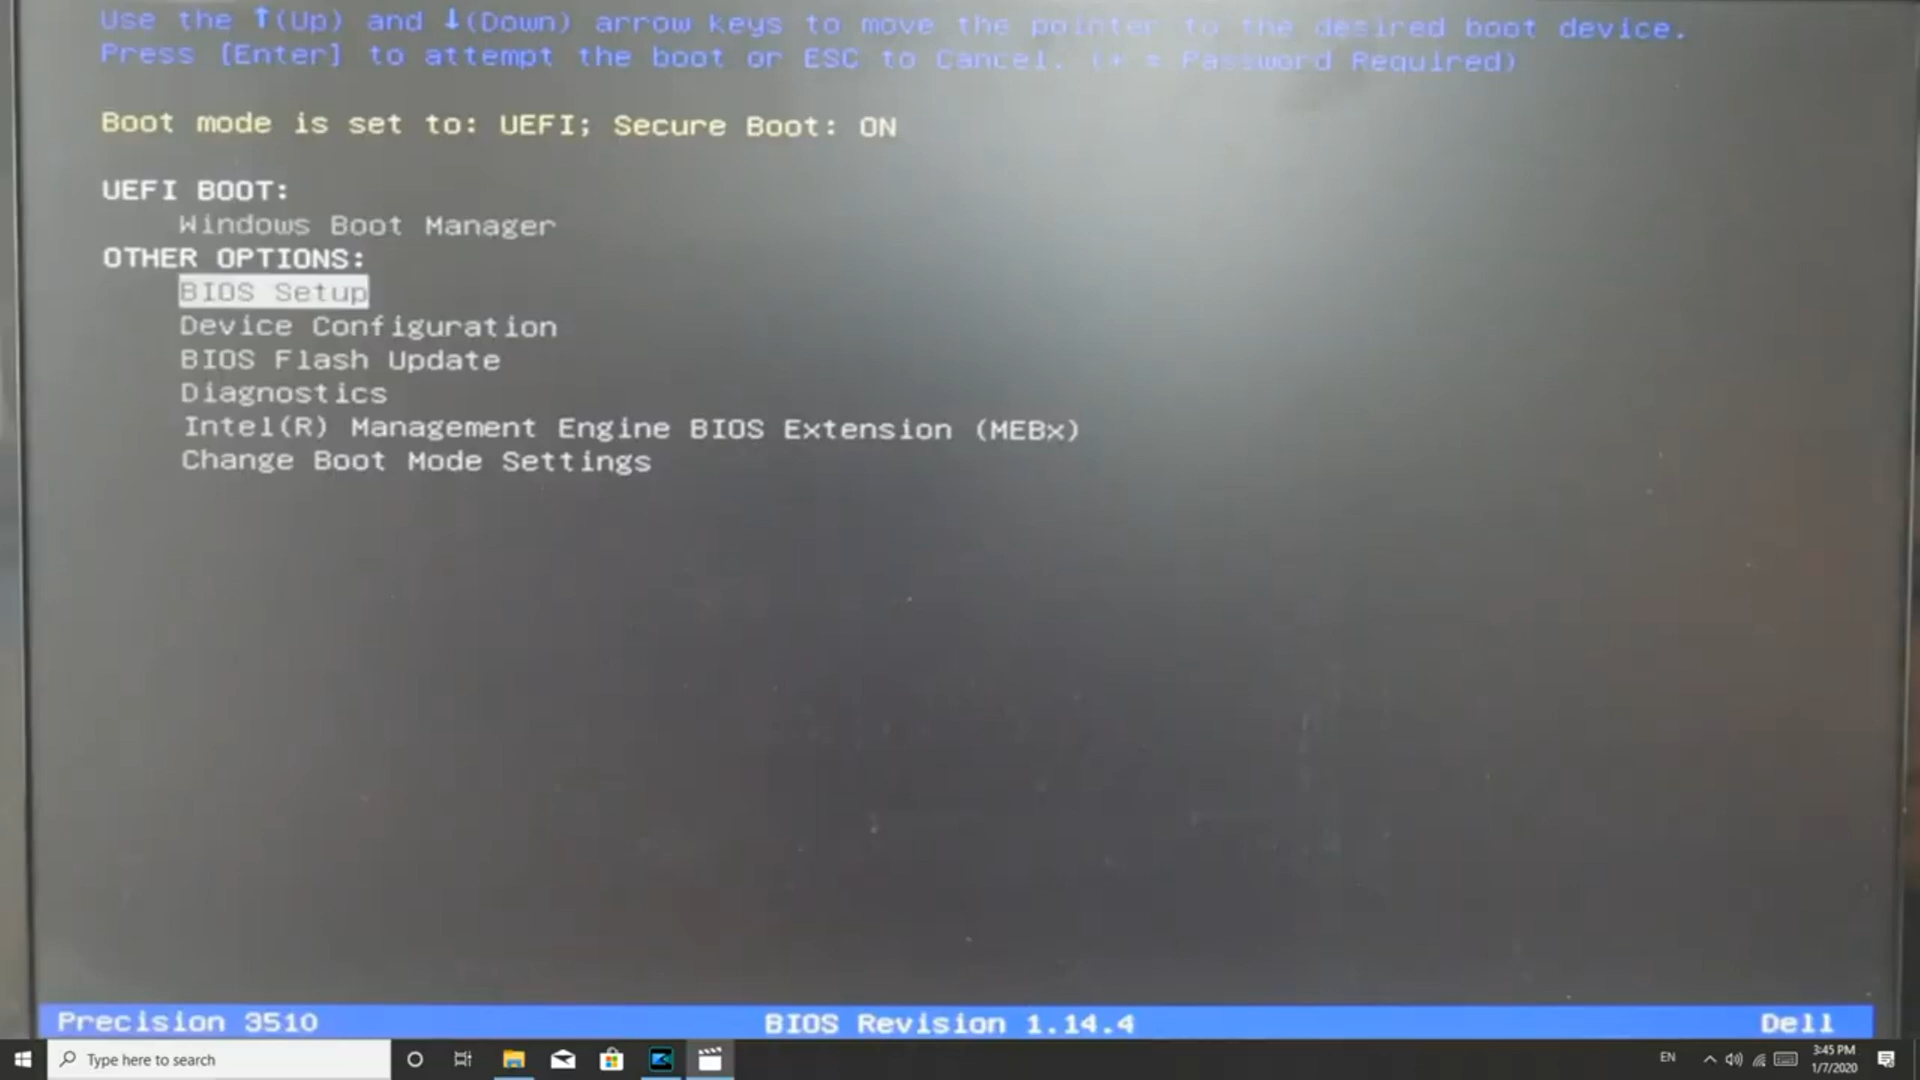 Use the ↑(Up) and ↓(Down) arrow keys to move the pointer to the desired boot device.
Press [Enter] to attempt the boot or ESC to Cancel. (* = Password Required)
Boot mode is set to: UEFI; Secure Boot: ON
UEFI BOOT:
Windows Boot Manager
OTHER OPTIONS:
BIOS Setup
Device Configuration
BIOS Flash Update
Diagnostics
Intel(R) Management Engine BIOS Extension (MEBx)
Change Boot Mode Settings
Precision 3510 BIOS Revision 1.14.4 Dell
Type here to search EN 3:45 PM
1/7/2020